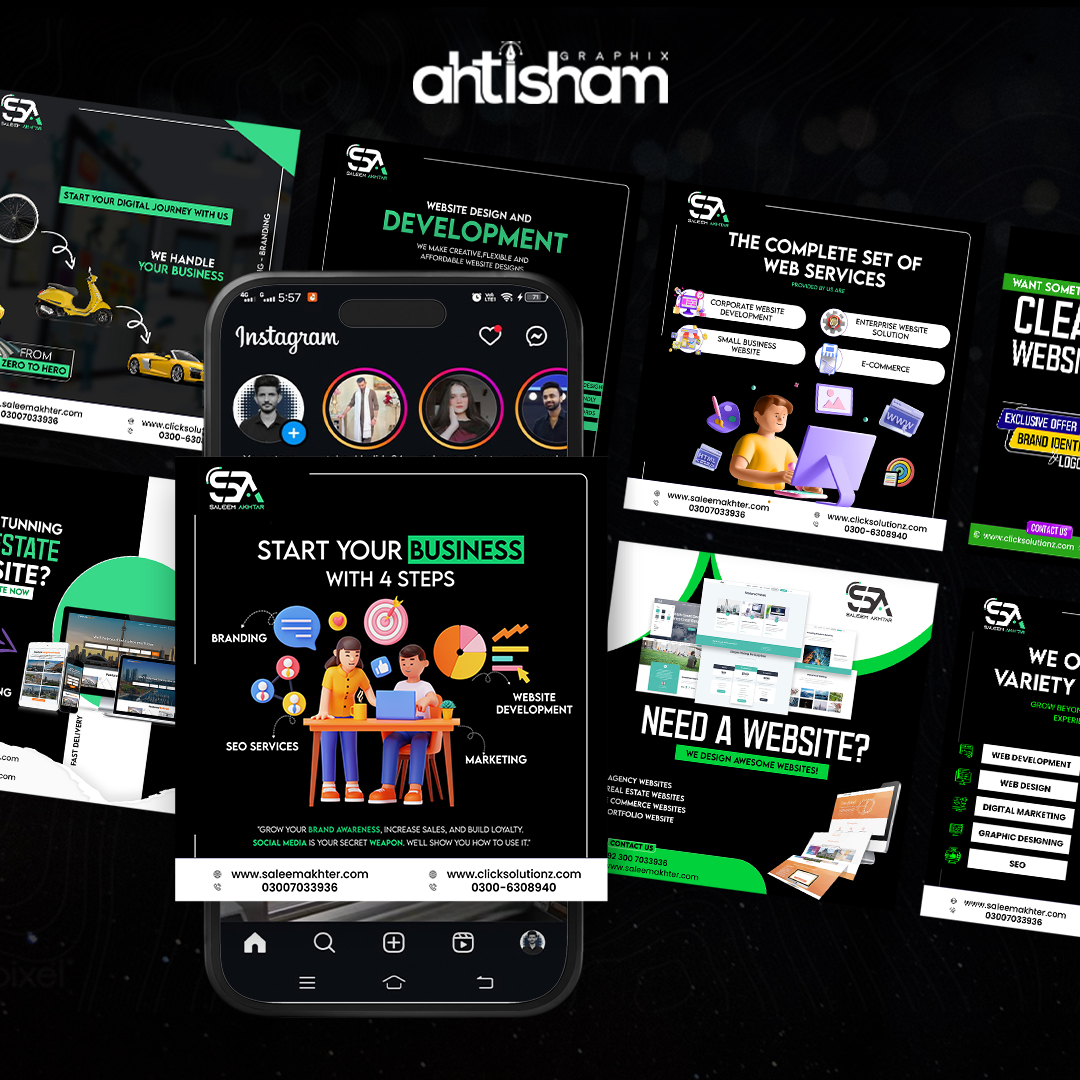 GRAPHIX
ahtisham
SA
SALEEM AKHTAR
START YOUR DIGITAL JOURNEY WITH US
WE HANDLE
YOUR BUSINESS
BRANDING
FROM
ZERO TO HERO
.saleemakhter.com
03007033936
0300-630
SA
SALEEM AKHTAR
WEBSITE DESIGN AND
DEVELOPMENT
WE MAKE CREATIVE,FLEXIBLE AND
AFFORDABLE WEBSITE DESIGNS
DESIGN
SA
SALEEM AKHTAR
THE COMPLETE SET OF
WEB SERVICES
PROVIDED BY US ARE
CORPORATE WEBSITE
DEVELOPMENT
ENTERPRISE WEBSITE
SOLUTION
SMALL BUSINESS
WEBSITE
E-COMMERCE
WWW
HTML
www.saleemakhter.com
03007033936
www.clicksolutionz.com
0300-6308940
WANT
WEBSI
EXCLUSIVE OFFER
CONTACT US
www.clicksolutionz.com
4G
G
5:57
71
Instagram
SA
SALEEM AKHTAR
START YOUR BUSINESS
WITH 4 STEPS
BRANDING
WEBSITE
DEVELOPMENT
SEO SERVICES
MARKETING
"GROW YOUR BRAND AWARENESS, INCREASE SALES, AND BUILD LOYALTY.
SOCIAL MEDIA IS YOUR SECRET WEAPON. WE'LL SHOW YOU HOW TO USE IT."
www.saleemakhter.com
03007033936
www.clicksolutionz.com
0300-6308940
TUNNING
ESTATE
SITE?
TE NOW
FAST DELIVERY
.com
com
SA
SALEEM AKHTAR
NEED A WEBSITE?
WE DESIGN AWESOME WEBSITES!
AGENCY WEBSITES
REAL ESTATE WEBSITES
COMMERCE WEBSITES
ORTFOLIO WEBSITE
CONTACT US
92 300 7033936
www.saleemakhter.com
SA
SALEEM AKHTAR
WE O
VARIETY
GROW BEYON
EXPERI
WEB DEVELOPMENT
WEB DESIGN
DIGITAL MARKETING
GRAPHIC DESIGNING
SEO
www.saleemakhter.com
03007033936
pixel